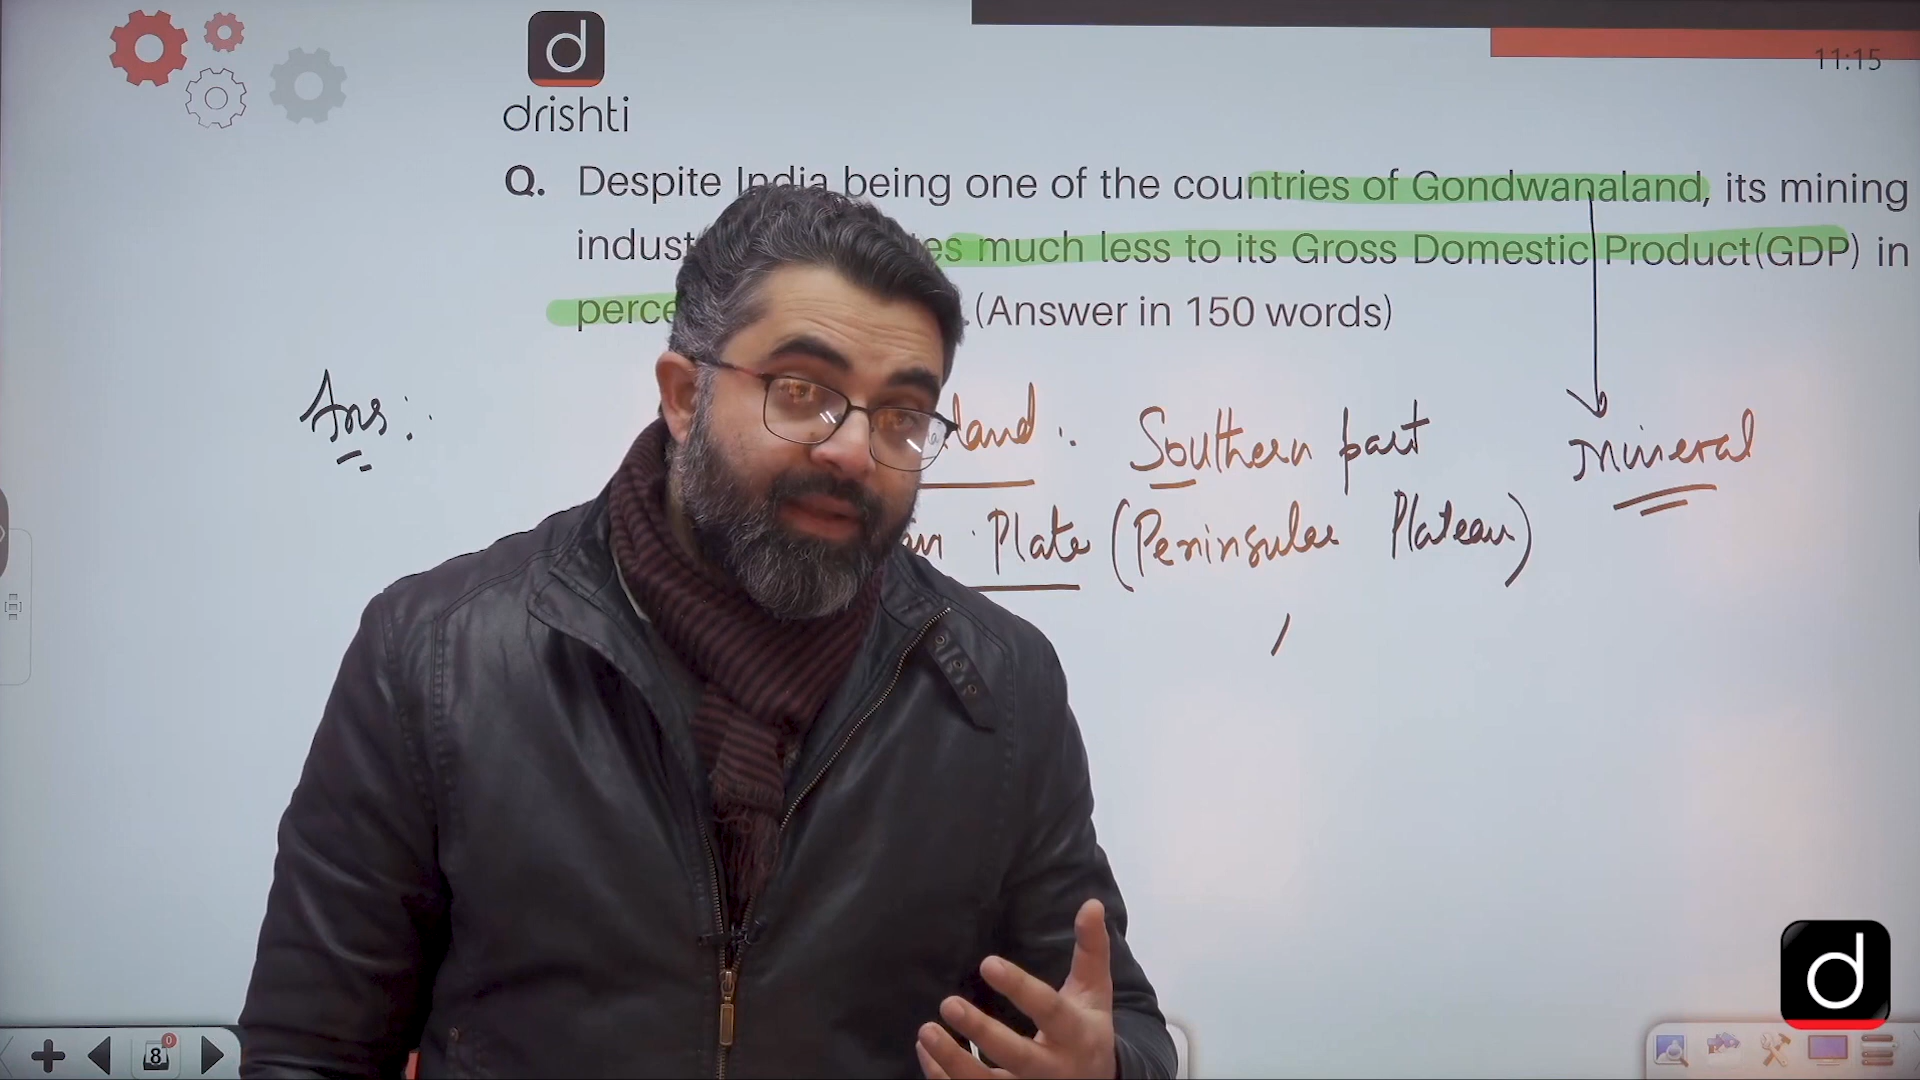 drishti
11:15
Q. Despite India being one of the countries of Gondwanaland, its mining
indust es much less to its Gross Domestic Product(GDP) in
perce .(Answer in 150 words)
Ans:
land : Southern part
Mineral
Plate (Peninsular Plateau)
8
0
d